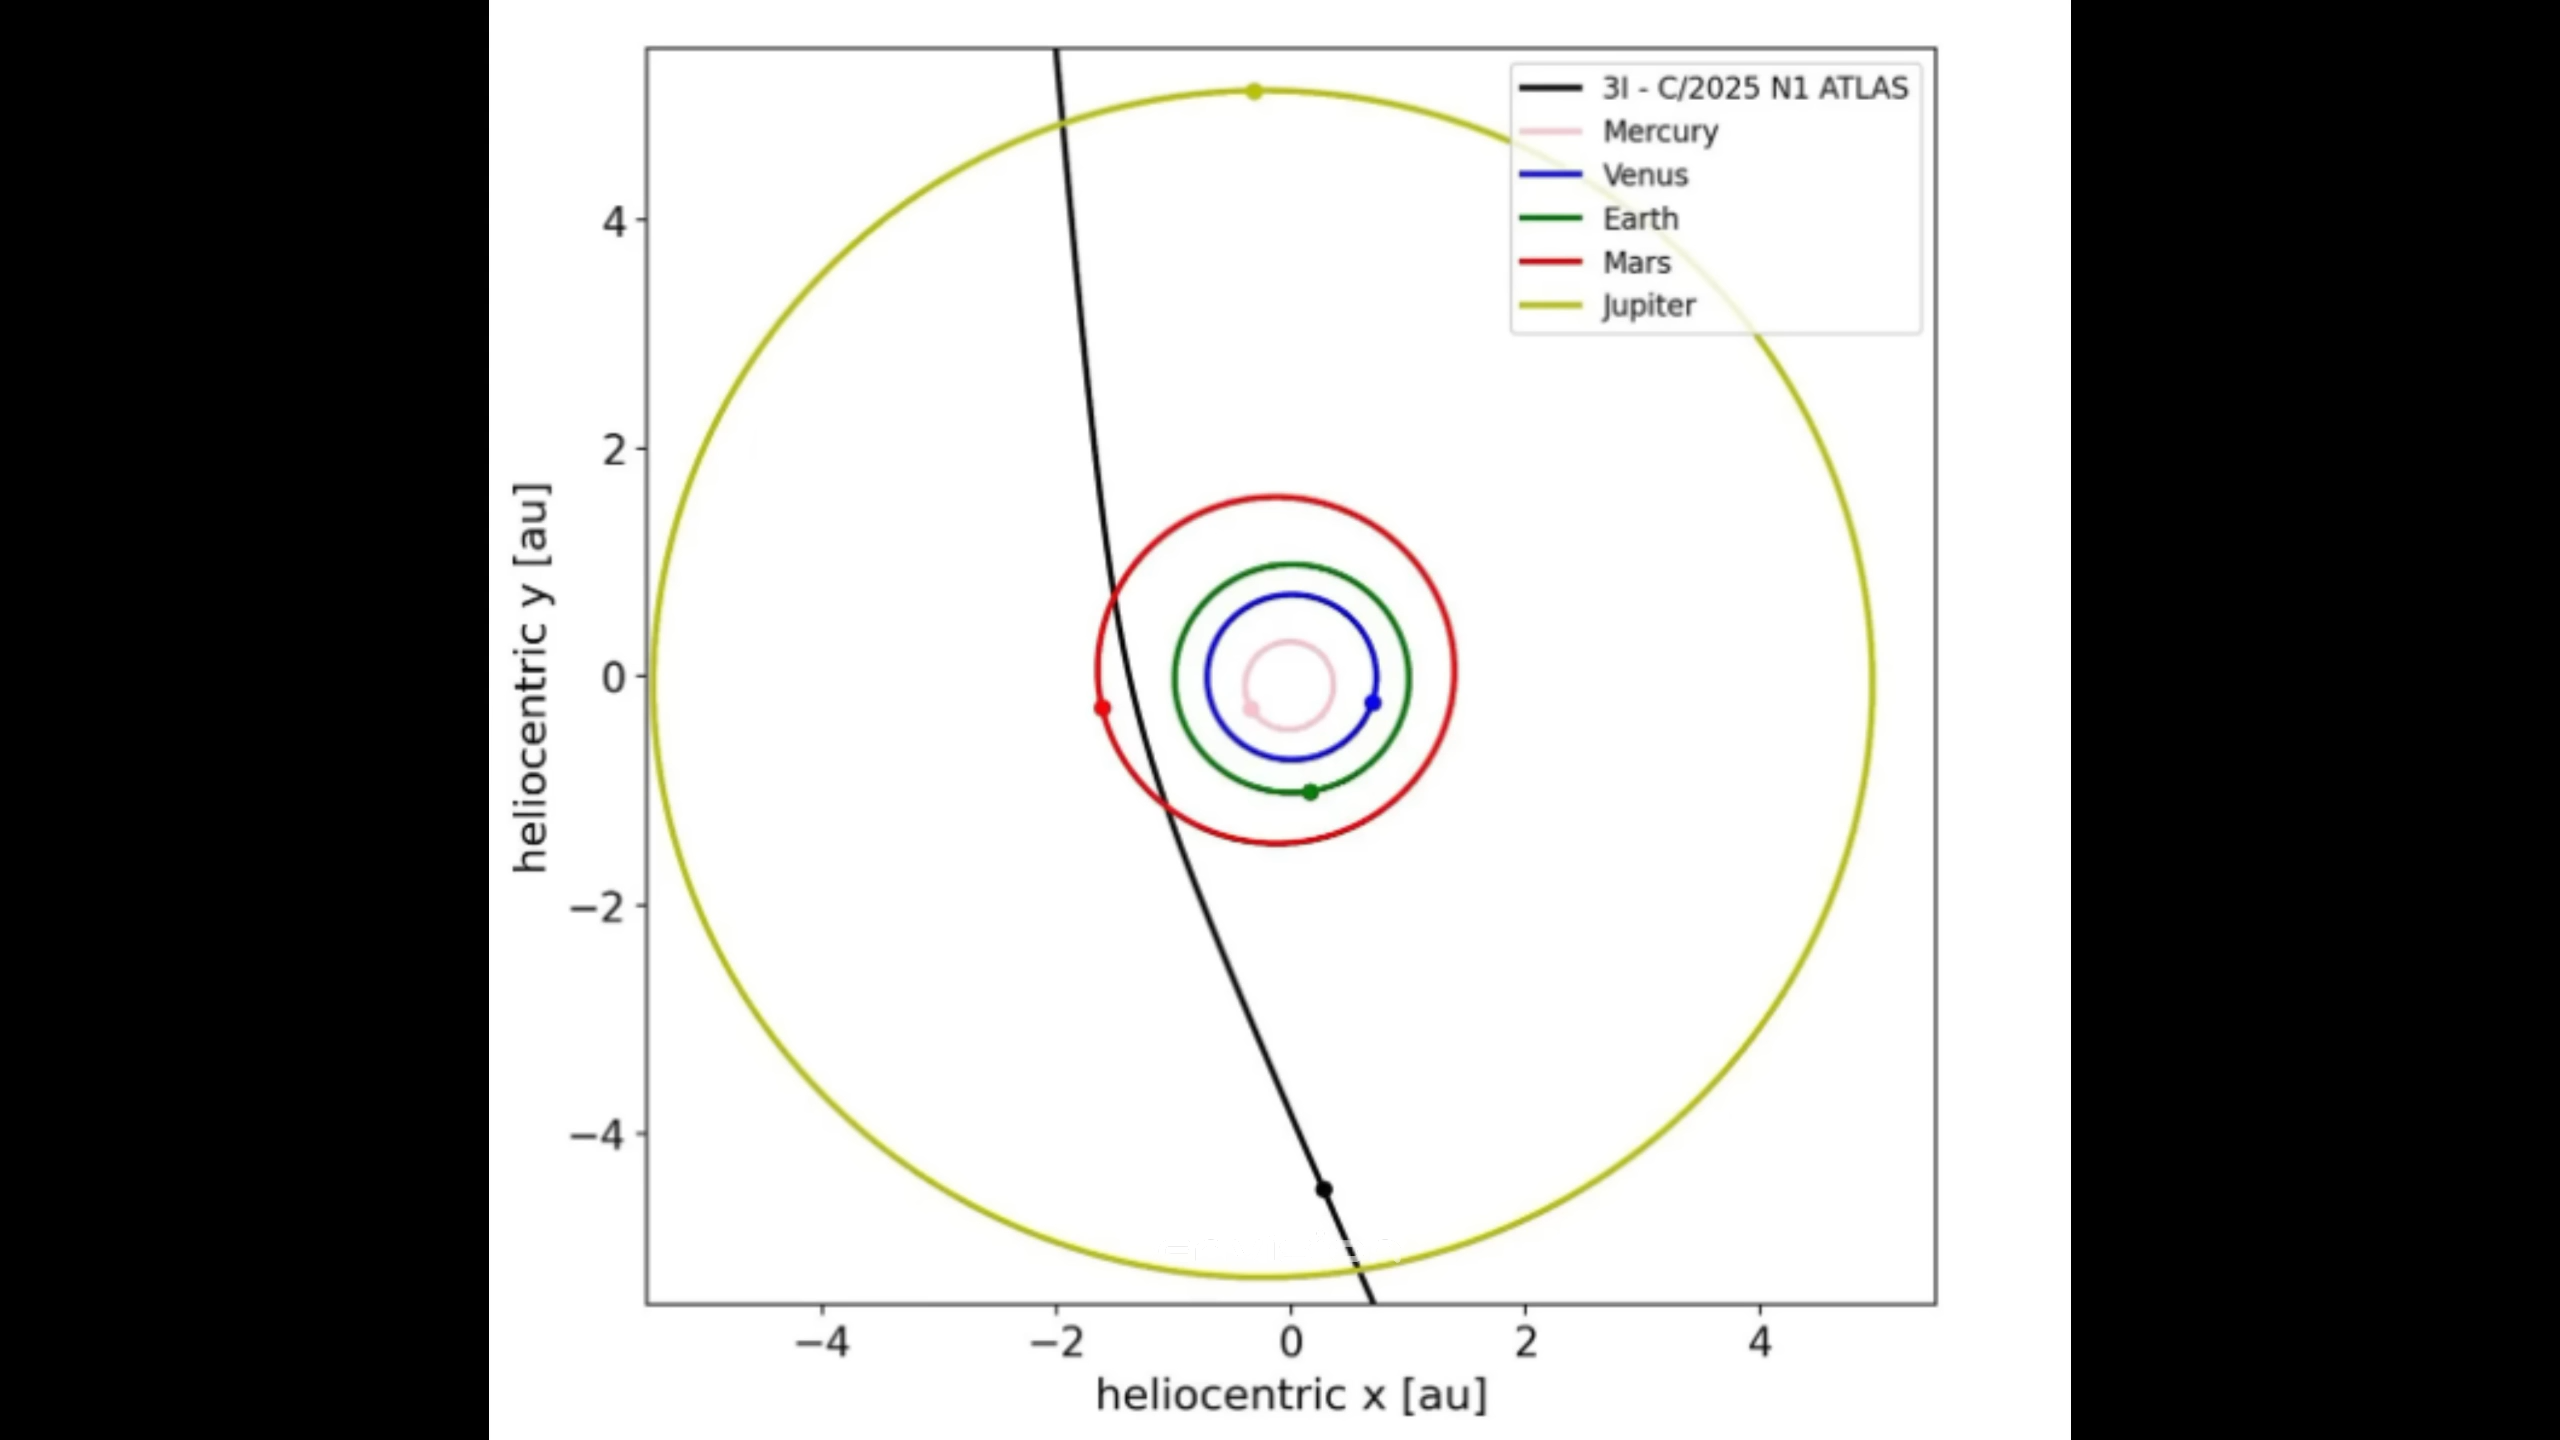 3I - C/2025 N1 ATLAS
Mercury
Venus
Earth
Mars
Jupiter
4
2
0
−2
−4
heliocentric y [au]
−4 −2 0 2 4
heliocentric x [au]